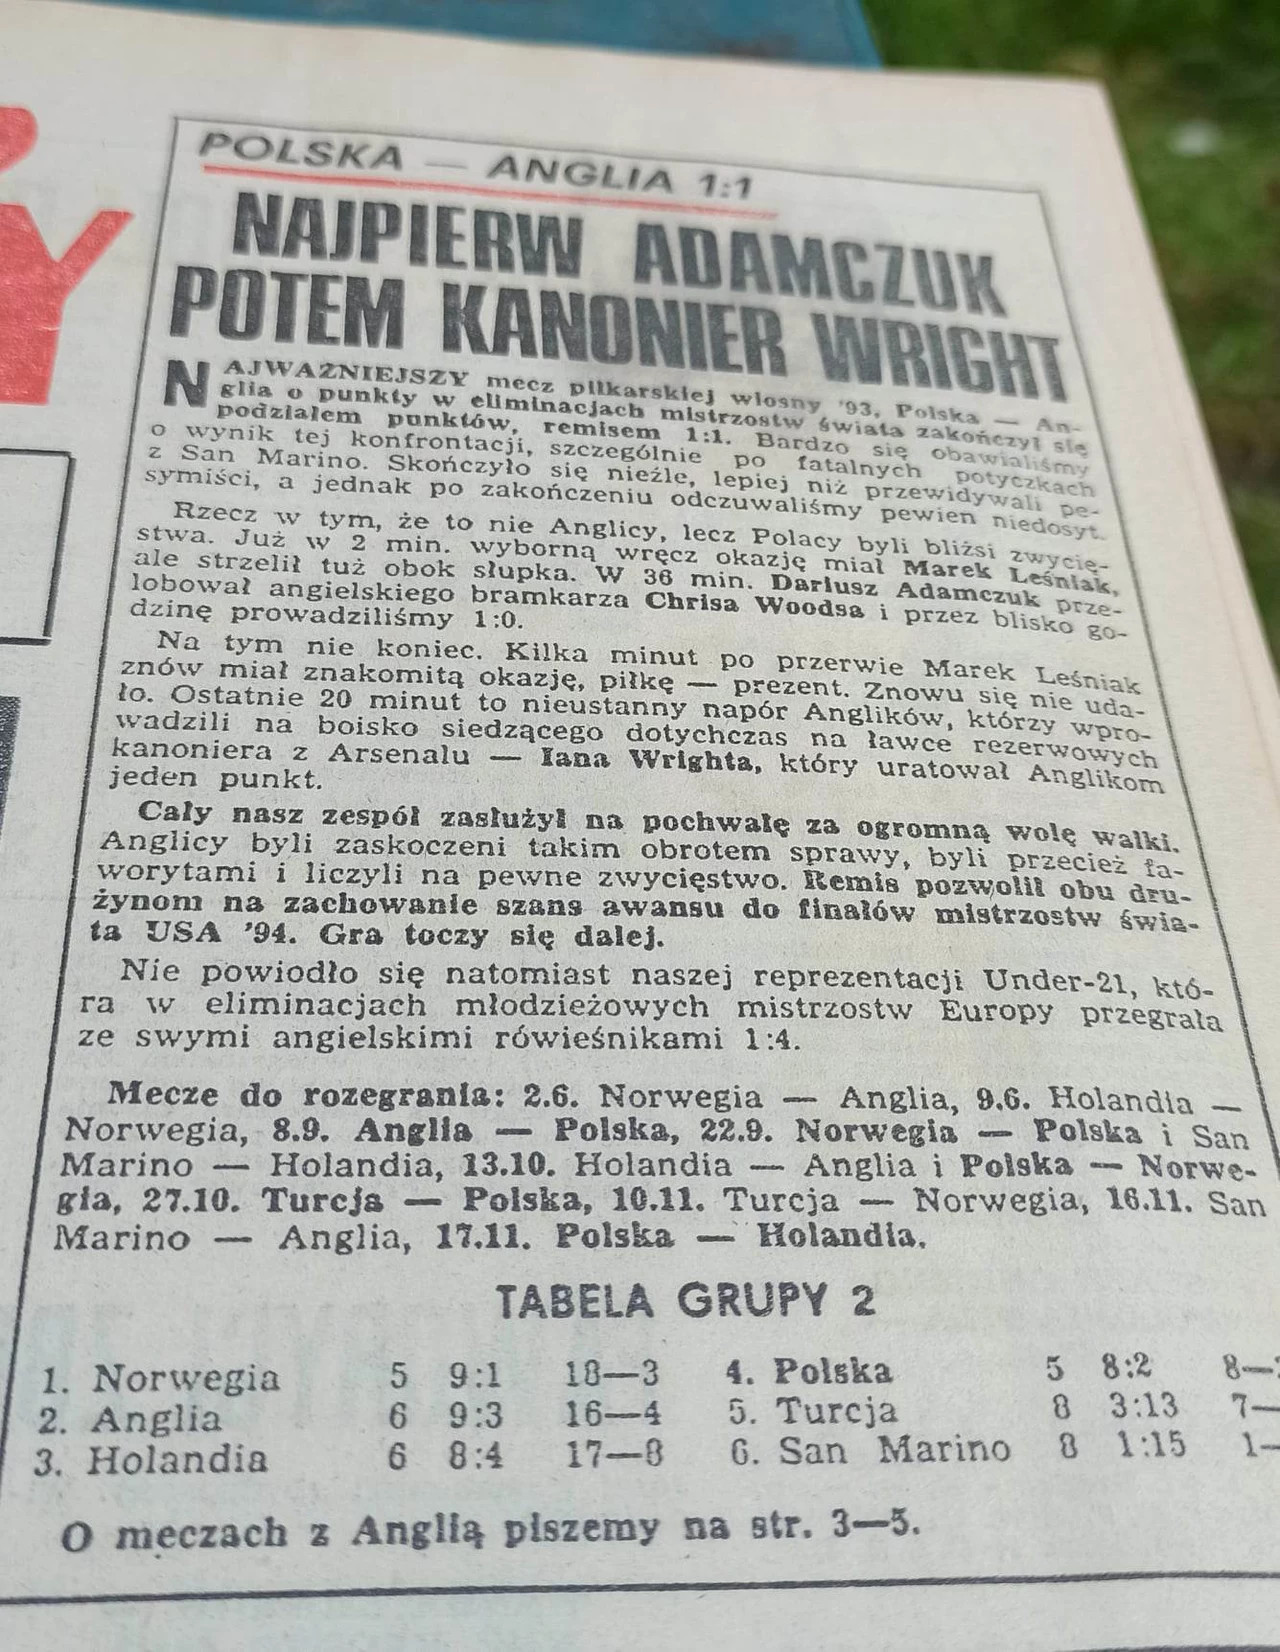 Y
POLSKA — ANGLIA 1:1
NAJPIERW ADAMCZUK
POTEM KANONIER WRIGHT
NAJWAŻNIEJSZY mecz piłkarskiej wiosny '93, Polska — An-
glia o punkty w eliminacjach mistrzostw świata zakończył się
podziałem punktów, remisem 1:1. Bardzo się obawialiśmy
o wynik tej konfrontacji, szczególnie po fatalnych potyczkach
z San Marino. Skończyło się nieźle, lepiej niż przewidywali pe-
symiści, a jednak po zakończeniu odczuwaliśmy pewien niedosyt.
Rzecz w tym, że to nie Anglicy, lecz Polacy byli bliżsi zwycię-
stwa. Już w 2 min. wyborną wręcz okazję miał Marek Leśniak,
ale strzelił tuż obok słupka. W 36 min. Dariusz Adamczuk prze-
lobował angielskiego bramkarza Chrisa Woodsa i przez blisko go-
dzinę prowadziliśmy 1:0.
Na tym nie koniec. Kilka minut po przerwie Marek Leśniak
znów miał znakomitą okazję, piłkę — prezent. Znowu się nie uda-
ło. Ostatnie 20 minut to nieustanny napór Anglików, którzy wpro-
wadzili na boisko siedzącego dotychczas na ławce rezerwowych
kanoniera z Arsenalu — Iana Wrighta, który uratował Anglikom
jeden punkt.
Cały nasz zespół zasłużył na pochwałę za ogromną wolę walki.
Anglicy byli zaskoczeni takim obrotem sprawy, byli przecież fa-
worytami i liczyli na pewne zwycięstwo. Remis pozwolił obu dru-
żynom na zachowanie szans awansu do finałów mistrzostw świa-
ta USA '94. Gra toczy się dalej.
Nie powiodło się natomiast naszej reprezentacji Under-21, któ-
ra w eliminacjach młodzieżowych mistrzostw Europy przegrała
ze swymi angielskimi rówieśnikami 1:4.
Mecze do rozegrania: 2.6. Norwegia — Anglia, 9.6. Holandia —
Norwegia, 8.9. Anglia — Polska, 22.9. Norwegia — Polska i San
Marino — Holandia, 13.10. Holandia — Anglia i Polska — Norwe-
gia, 27.10. Turcja — Polska, 10.11. Turcja — Norwegia, 16.11. San
Marino — Anglia, 17.11. Polska — Holandia.
TABELA GRUPY 2
1. Norwegia 5 9:1 18—3 4. Polska 5 8:2 8—
2. Anglia 6 9:3 16—4 5. Turcja 8 3:13 7—
3. Holandia 6 8:4 17—8 6. San Marino 8 1:15 1—
O meczach z Anglią piszemy na str. 3—5.